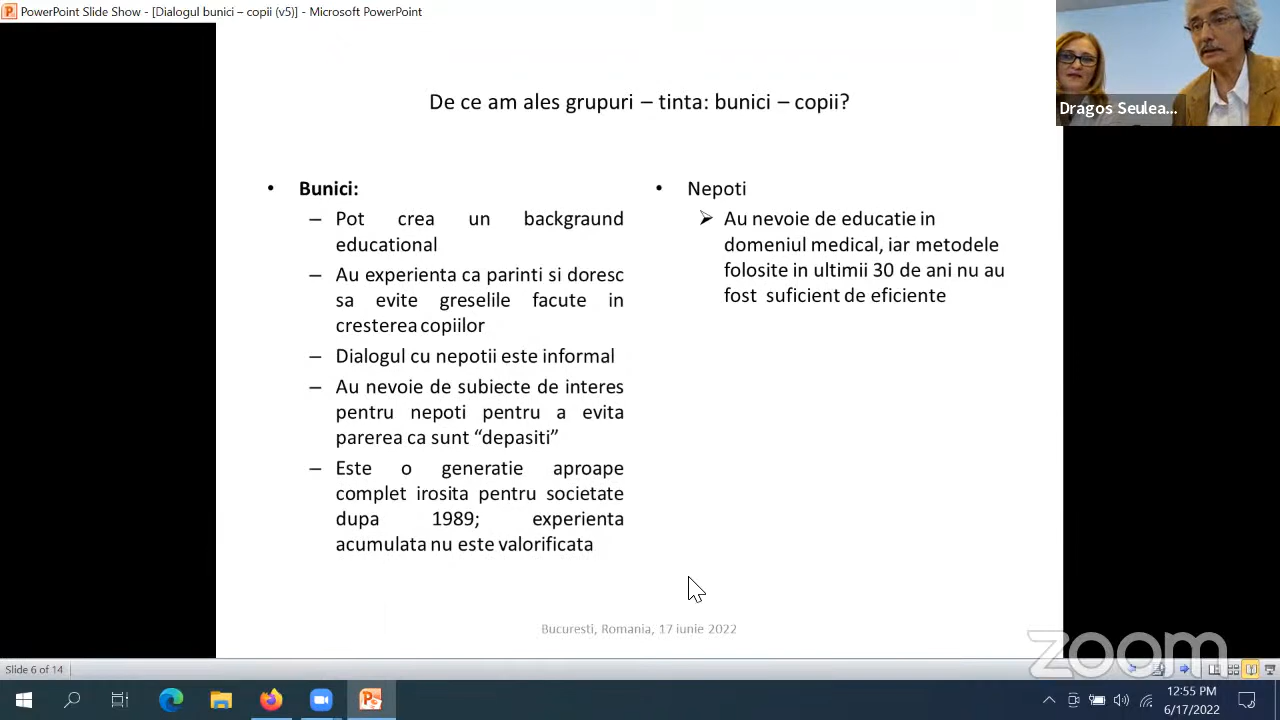 PowerPoint Slide Show - [Dialogul bunici – copii (v5)] - Microsoft PowerPoint
Dragos Seulea...
De ce am ales grupuri – tinta: bunici – copii?
• Bunici:
– Pot crea un backgraund
educational
– Au experienta ca parinti si doresc
sa evite greselile facute in
cresterea copiilor
– Dialogul cu nepotii este informal
– Au nevoie de subiecte de interes
pentru nepoti pentru a evita
parerea ca sunt “depasiti”
– Este o generatie aproape
complet irosita pentru societate
dupa 1989; experienta
acumulata nu este valorificata
• Nepoti
➢ Au nevoie de educatie in
domeniul medical, iar metodele
folosite in ultimii 30 de ani nu au
fost suficient de eficiente
Bucuresti, Romania, 17 iunie 2022
zoom
Slide 6 of 14
12:55 PM
6/17/2022